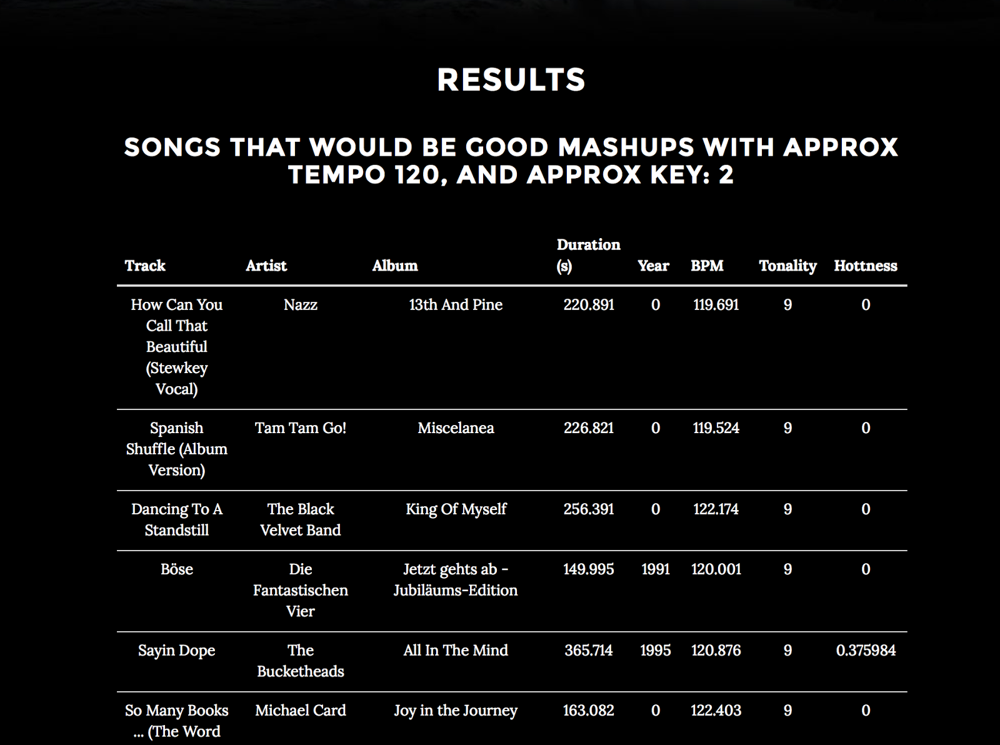 RESULTS
SONGS THAT WOULD BE GOOD MASHUPS WITH APPROX
TEMPO 120, AND APPROX KEY: 2
Track Artist Album Duration (s) Year BPM Tonality Hottness
How Can You Call That Beautiful (Stewkey Vocal) Nazz 13th And Pine 220.891 0 119.691 9 0
Spanish Shuffle (Album Version) Tam Tam Go! Miscelanea 226.821 0 119.524 9 0
Dancing To A Standstill The Black Velvet Band King Of Myself 256.391 0 122.174 9 0
Böse Die Fantastischen Vier Jetzt gehts ab - Jubiläums-Edition 149.995 1991 120.001 9 0
Sayin Dope The Bucketheads All In The Mind 365.714 1995 120.876 9 0.375984
So Many Books ... (The Word Michael Card Joy in the Journey 163.082 0 122.403 9 0